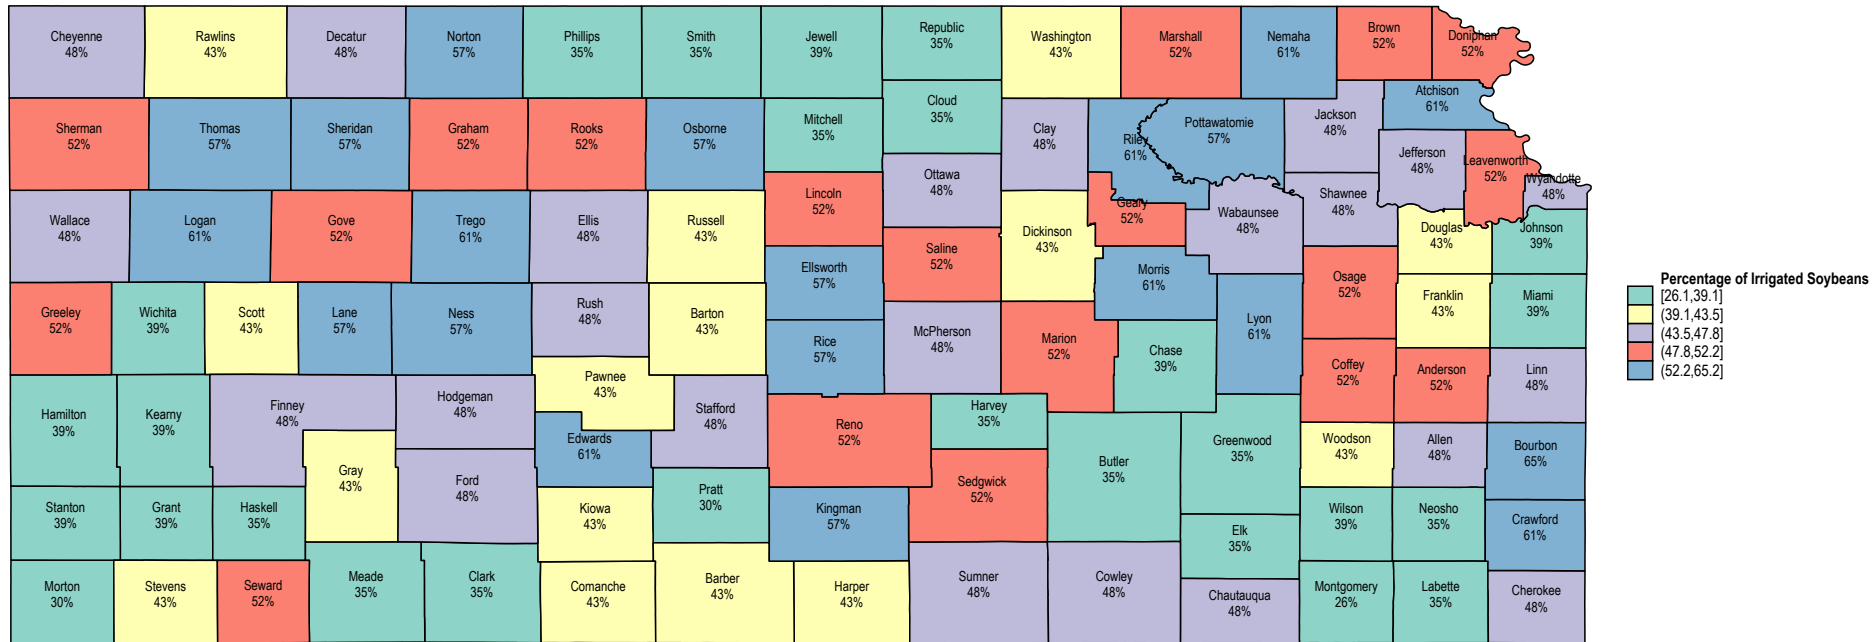 Cheyenne
48%
Rawlins
43%
Decatur
48%
Norton
57%
Phillips
35%
Smith
35%
Jewell
39%
Republic
35%
Washington
43%
Marshall
52%
Nemaha
61%
Brown
52%
Doniphan
52%
Sherman
52%
Thomas
57%
Sheridan
57%
Graham
52%
Rooks
52%
Osborne
57%
Mitchell
35%
Cloud
35%
Clay
48%
Riley
61%
Pottawatomie
57%
Jackson
48%
Atchison
61%
Jefferson
48%
Leavenworth
52%
Wyandotte
48%
Wallace
48%
Logan
61%
Gove
52%
Trego
61%
Ellis
48%
Russell
43%
Lincoln
52%
Ottawa
48%
Saline
52%
Dickinson
43%
Geary
52%
Wabaunsee
48%
Shawnee
48%
Douglas
43%
Johnson
39%
Greeley
52%
Wichita
39%
Scott
43%
Lane
57%
Ness
57%
Rush
48%
Barton
43%
Ellsworth
57%
Rice
57%
McPherson
48%
Marion
52%
Morris
61%
Chase
39%
Lyon
61%
Osage
52%
Franklin
43%
Miami
39%
Coffey
52%
Anderson
52%
Linn
48%
Hamilton
39%
Kearny
39%
Finney
48%
Hodgeman
48%
Pawnee
43%
Stafford
48%
Edwards
61%
Reno
52%
Harvey
35%
Butler
35%
Greenwood
35%
Woodson
43%
Allen
48%
Bourbon
65%
Gray
43%
Ford
48%
Stanton
39%
Grant
39%
Haskell
35%
Kiowa
43%
Pratt
30%
Kingman
57%
Sedgwick
52%
Elk
35%
Wilson
39%
Neosho
35%
Crawford
61%
Morton
30%
Stevens
43%
Seward
52%
Meade
35%
Clark
35%
Comanche
43%
Barber
43%
Harper
43%
Sumner
48%
Cowley
48%
Chautauqua
48%
Montgomery
26%
Labette
35%
Cherokee
48%
Percentage of Irrigated Soybeans
[26.1,39.1]
(39.1,43.5]
(43.5,47.8]
(47.8,52.2]
(52.2,65.2]